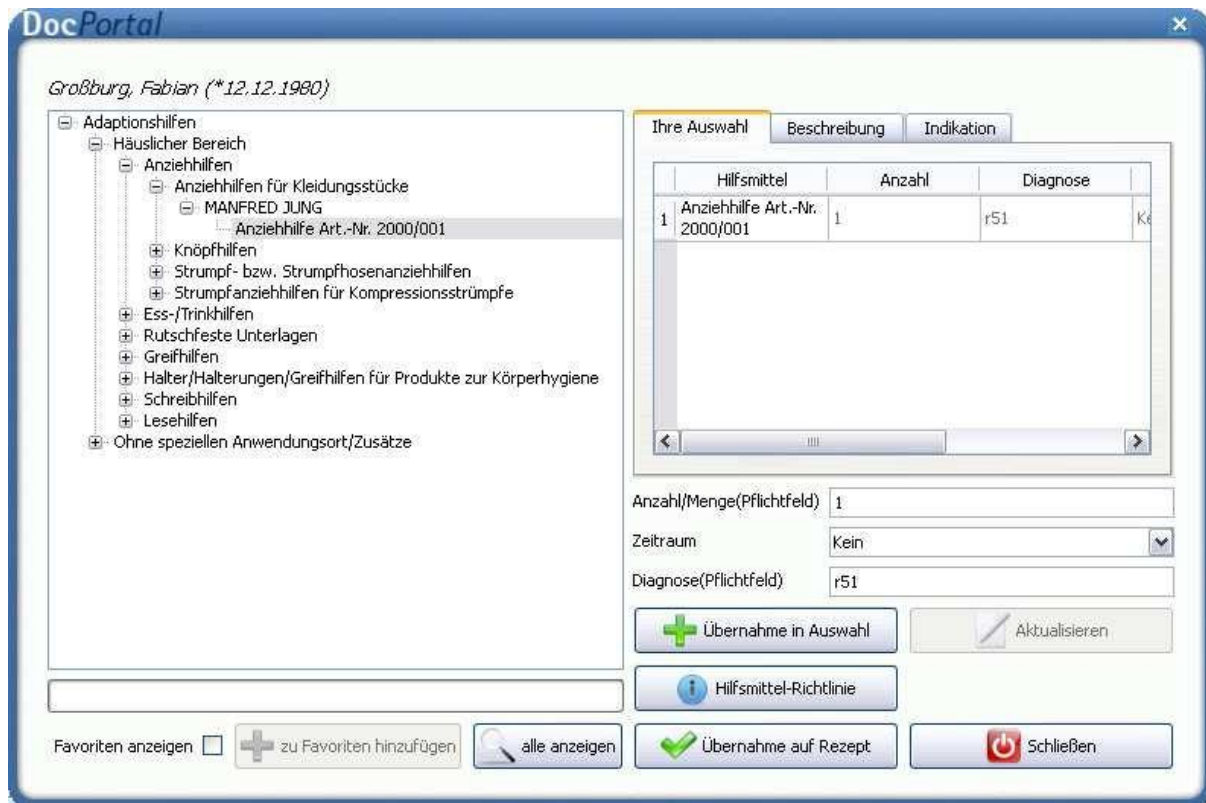 DocPortal
Großburg, Fabian (*12.12.1980)
Adaptionshilfen
Häuslicher Bereich
Anziehhilfen
Anziehhilfen für Kleidungsstücke
MANFRED JUNG
Anziehhilfe Art.-Nr. 2000/001
Knöpfhilfen
Strumpf- bzw. Strumpfhosenanziehhilfen
Strumpfanziehhilfen für Kompressionsstrümpfe
Ess-/Trinkhilfen
Rutschfeste Unterlagen
Greifhilfen
Halter/Halterungen/Greifhilfen für Produkte zur Körperhygiene
Schreibhilfen
Lesehilfen
Ohne speziellen Anwendungsort/Zusätze
Favoriten anzeigen
zu Favoriten hinzufügen
alle anzeigen
Ihre Auswahl Beschreibung Indikation
Hilfsmittel Anzahl Diagnose
1 Anziehhilfe Art.-Nr. 2000/001 1 r51 Ke
Anzahl/Menge(Pflichtfeld) 1
Zeitraum Kein
Diagnose(Pflichtfeld) r51
Übernahme in Auswahl Aktualisieren
Hilfsmittel-Richtlinie
Übernahme auf Rezept Schließen